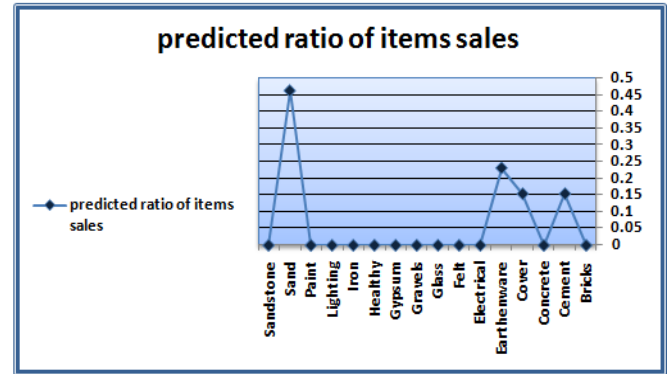 predicted ratio of items sales
0.5
0.45
0.4
0.35
0.3
0.25
0.2
0.15
0.1
0.05
0
predicted ratio of items
sales
Sandstone
Sand
Paint
Lighting
Iron
Healthy
Gypsum
Gravels
Glass
Felt
Electrical
Earthenware
Cover
Concrete
Cement
Bricks